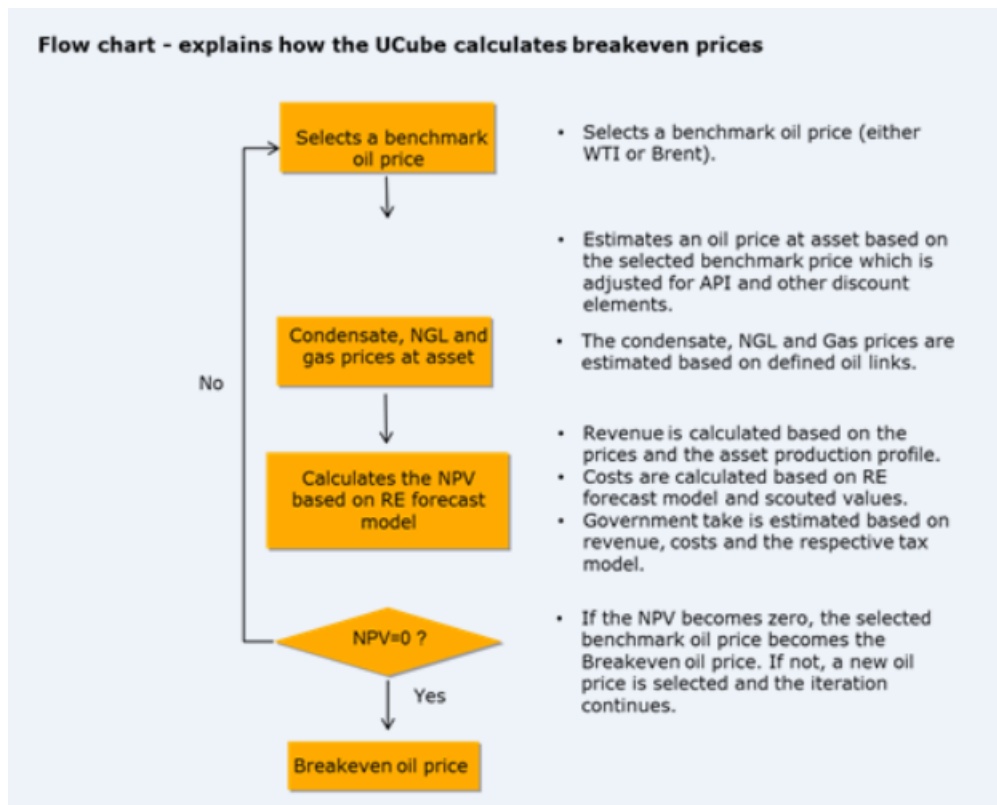 Flow chart - explains how the UCube calculates breakeven prices
Selects a benchmark
oil price
• Selects a benchmark oil price (either
WTI or Brent).
• Estimates an oil price at asset based on
the selected benchmark price which is
adjusted for API and other discount
elements.
Condensate, NGL and
gas prices at asset
• The condensate, NGL and Gas prices are
estimated based on defined oil links.
No
Calculates the NPV
based on RE forecast
model
• Revenue is calculated based on the
prices and the asset production profile.
• Costs are calculated based on RE
forecast model and scouted values.
• Government take is estimated based on
revenue, costs and the respective tax
model.
NPV=0 ?
• If the NPV becomes zero, the selected
benchmark oil price becomes the
Breakeven oil price. If not, a new oil
price is selected and the iteration
continues.
Yes
Breakeven oil price